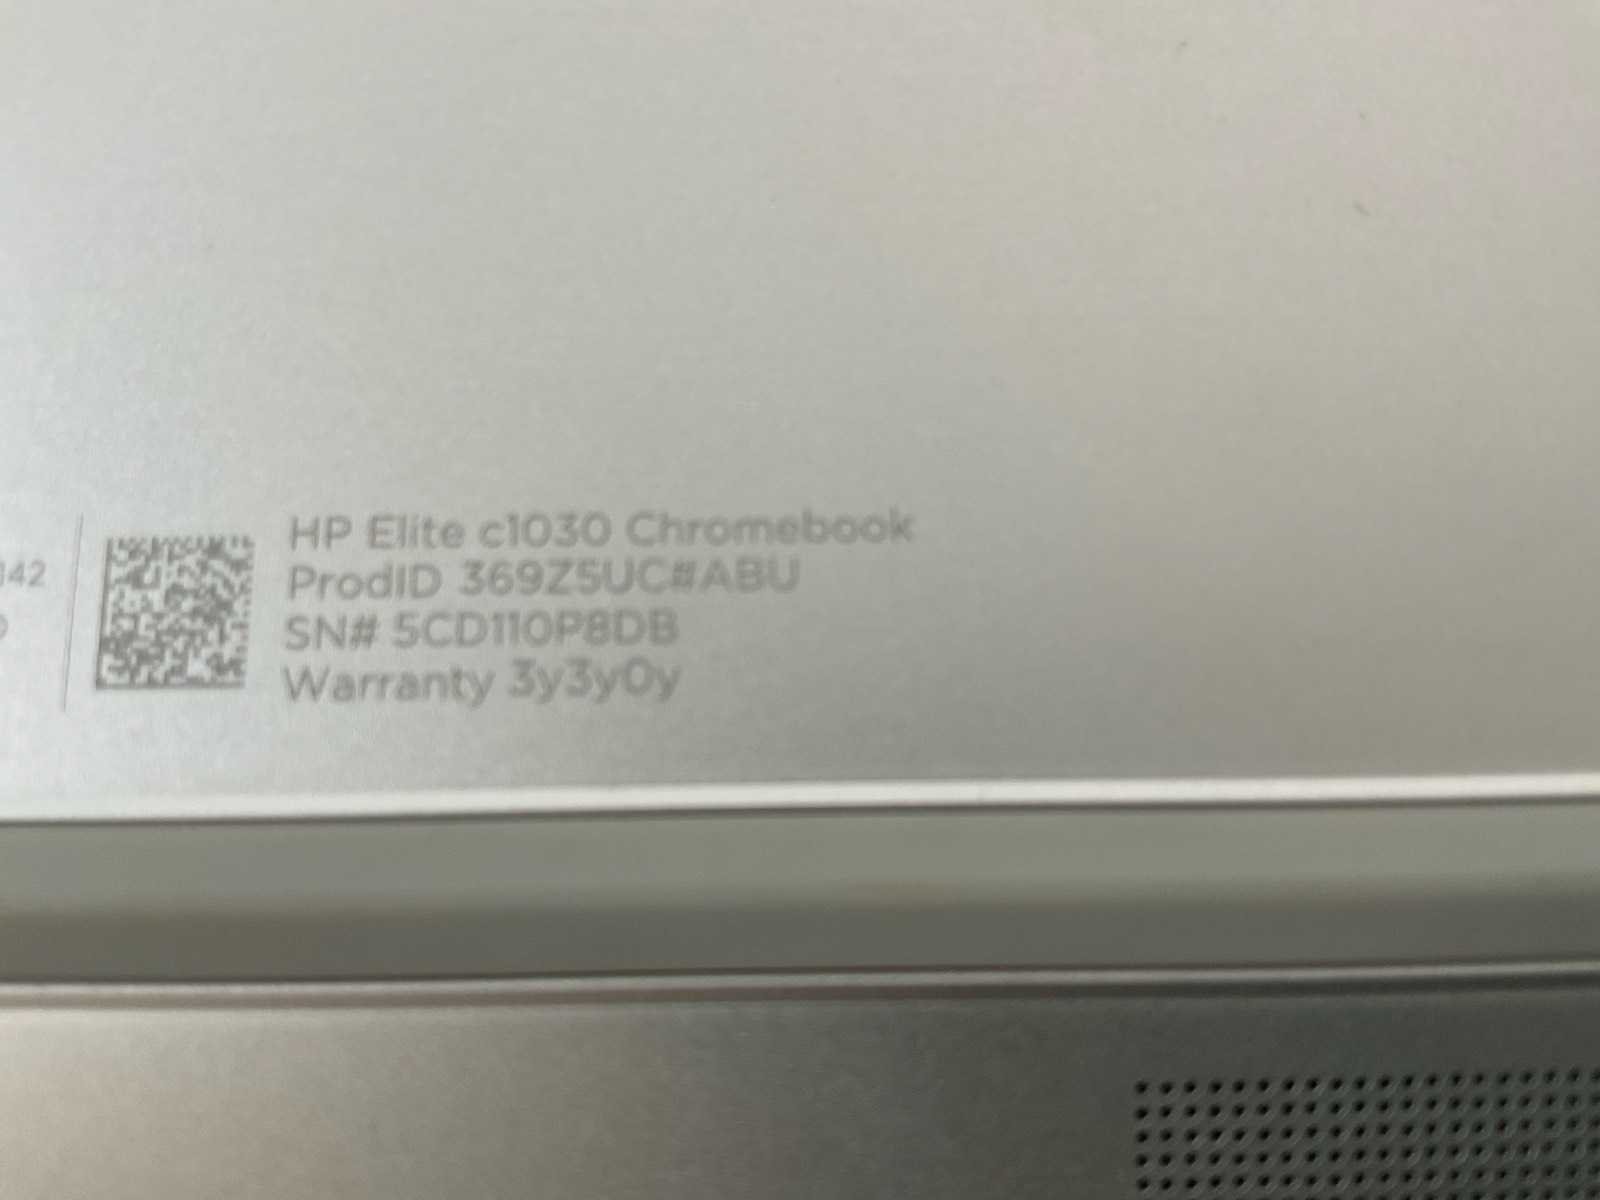 HP Elite c1030 Chromebook
ProdID 369Z5UC#ABU
SN# 5CD110P8DB
Warranty 3y3y0y